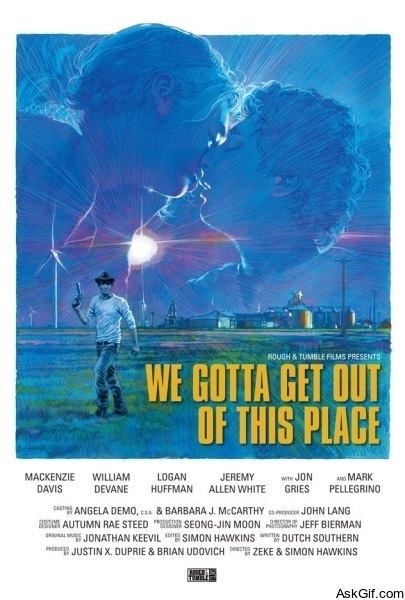 ROUGH & TUMBLE FILMS PRESENTS
WE GOTTA GET OUT
OF THIS PLACE
MACKENZIE DAVIS WILLIAM DEVANE LOGAN HUFFMAN JEREMY ALLEN WHITE WITH JON GRIES AND MARK PELLEGRINO
CASTING BY ANGELA DEMO, C.S.A. & BARBARA J. McCARTHY CO-PRODUCER JOHN LANG
COSTUME DESIGNER AUTUMN RAE STEED PRODUCTION DESIGNER SEONG-JIN MOON DIRECTOR OF PHOTOGRAPHY JEFF BIERMAN
ORIGINAL MUSIC BY JONATHAN KEEVIL EDITED BY SIMON HAWKINS WRITTEN BY DUTCH SOUTHERN
PRODUCED BY JUSTIN X. DUPRIE & BRIAN UDOVICH DIRECTED BY ZEKE & SIMON HAWKINS
ROUGH & TUMBLE
AskGif.com